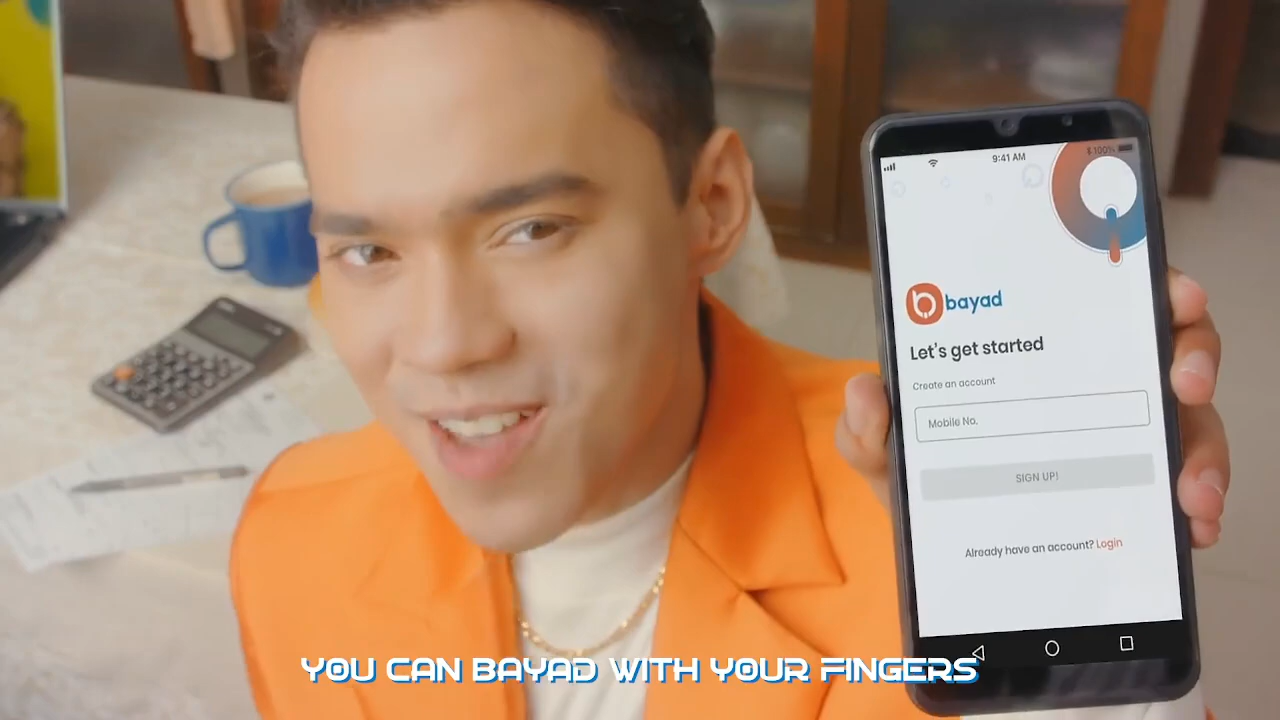 9:41 AM
100%
bayad
Let's get started
Create an account
Mobile No.
SIGN UP!
Already have an account? Login
YOU CAN BAYAD WITH YOUR FINGERS